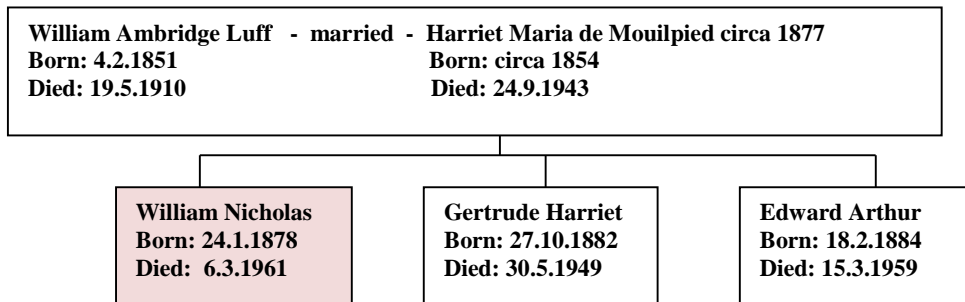 William Ambridge Luff - married - Harriet Maria de Mouilpied circa 1877
Born: 4.2.1851 Born: circa 1854
Died: 19.5.1910 Died: 24.9.1943
William Nicholas
Born: 24.1.1878
Died: 6.3.1961
Gertrude Harriet
Born: 27.10.1882
Died: 30.5.1949
Edward Arthur
Born: 18.2.1884
Died: 15.3.1959